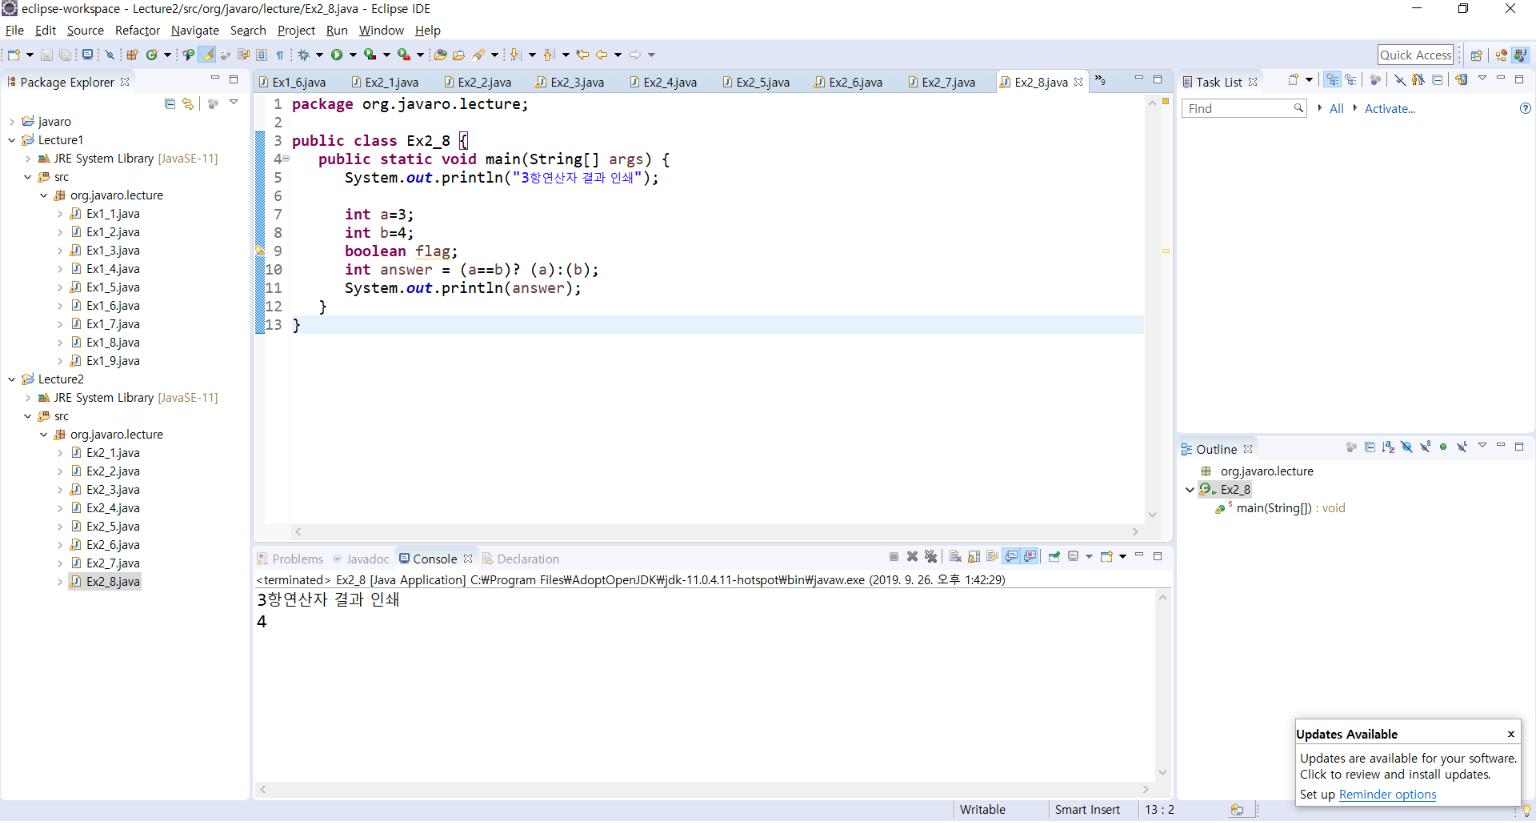 eclipse-workspace - Lecture2/src/org/javaro/lecture/Ex2_8.java - Eclipse IDE
File Edit Source Refactor Navigate Search Project Run Window Help
Quick Access
Package Explorer
javaro
Lecture1
JRE System Library [JavaSE-11]
src
org.javaro.lecture
Ex1_1.java
Ex1_2.java
Ex1_3.java
Ex1_4.java
Ex1_5.java
Ex1_6.java
Ex1_7.java
Ex1_8.java
Ex1_9.java
Lecture2
JRE System Library [JavaSE-11]
src
org.javaro.lecture
Ex2_1.java
Ex2_2.java
Ex2_3.java
Ex2_4.java
Ex2_5.java
Ex2_6.java
Ex2_7.java
Ex2_8.java
Ex1_6.java Ex2_1.java Ex2_2.java Ex2_3.java Ex2_4.java Ex2_5.java Ex2_6.java Ex2_7.java Ex2_8.java »9
1 package org.javaro.lecture;
2
3 public class Ex2_8 {
4 public static void main(String[] args) {
5 System.out.println("3항연산자 결과 인쇄");
6
7 int a=3;
8 int b=4;
9 boolean flag;
10 int answer = (a==b)? (a):(b);
11 System.out.println(answer);
12 }
13 }
Problems @ Javadoc Console Declaration
<terminated> Ex2_8 [Java Application] C:₩Program Files₩AdoptOpenJDK₩jdk-11.0.4.11-hotspot₩bin₩javaw.exe (2019. 9. 26. 오후 1:42:29)
3항연산자 결과 인쇄
4
Task List
Find All Activate...
Outline
org.javaro.lecture
Ex2_8
main(String[]) : void
Updates Available x
Updates are available for your software.
Click to review and install updates.
Set up Reminder options
Writable Smart Insert 13 : 2